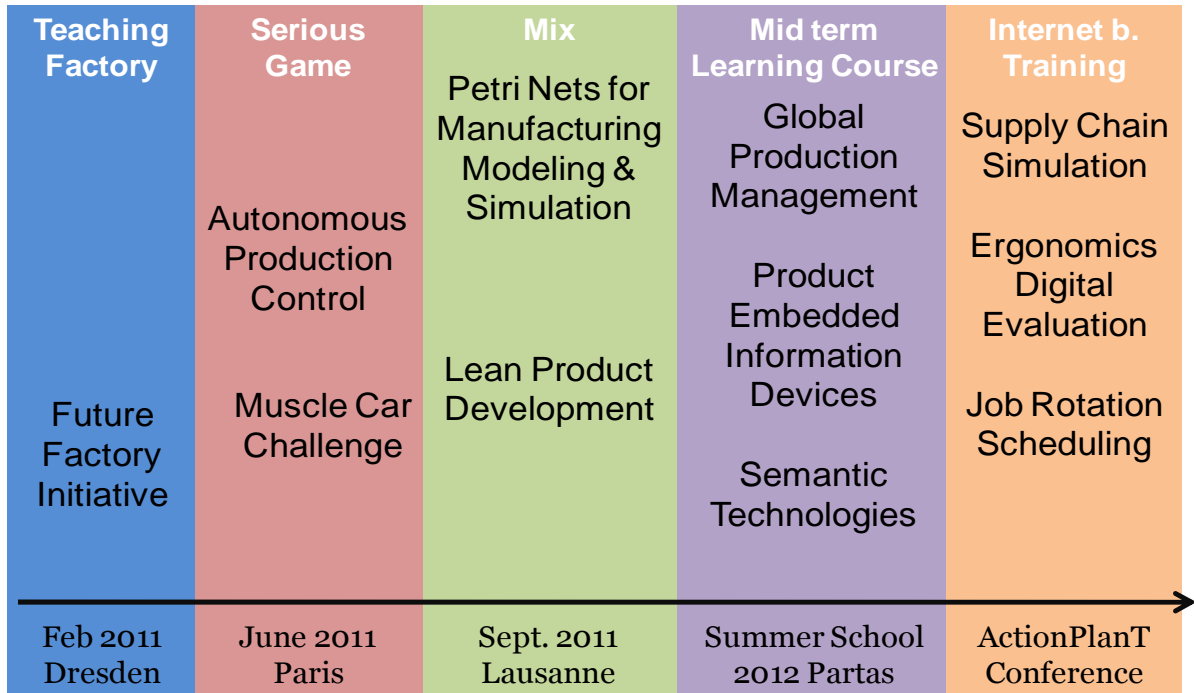 Teaching
Factory
Future
Factory
Initiative
Feb 2011
Dresden
Serious
Game
Autonomous
Production
Control
Muscle Car
Challenge
June 2011
Paris
Mix
Petri Nets for
Manufacturing
Modeling &
Simulation
Lean Product
Development
Sept. 2011
Lausanne
Mid term
Learning Course
Global
Production
Management
Product
Embedded
Information
Devices
Semantic
Technologies
Summer School
2012 Partas
Internet b.
Training
Supply Chain
Simulation
Ergonomics
Digital
Evaluation
Job Rotation
Scheduling
ActionPlanT
Conference